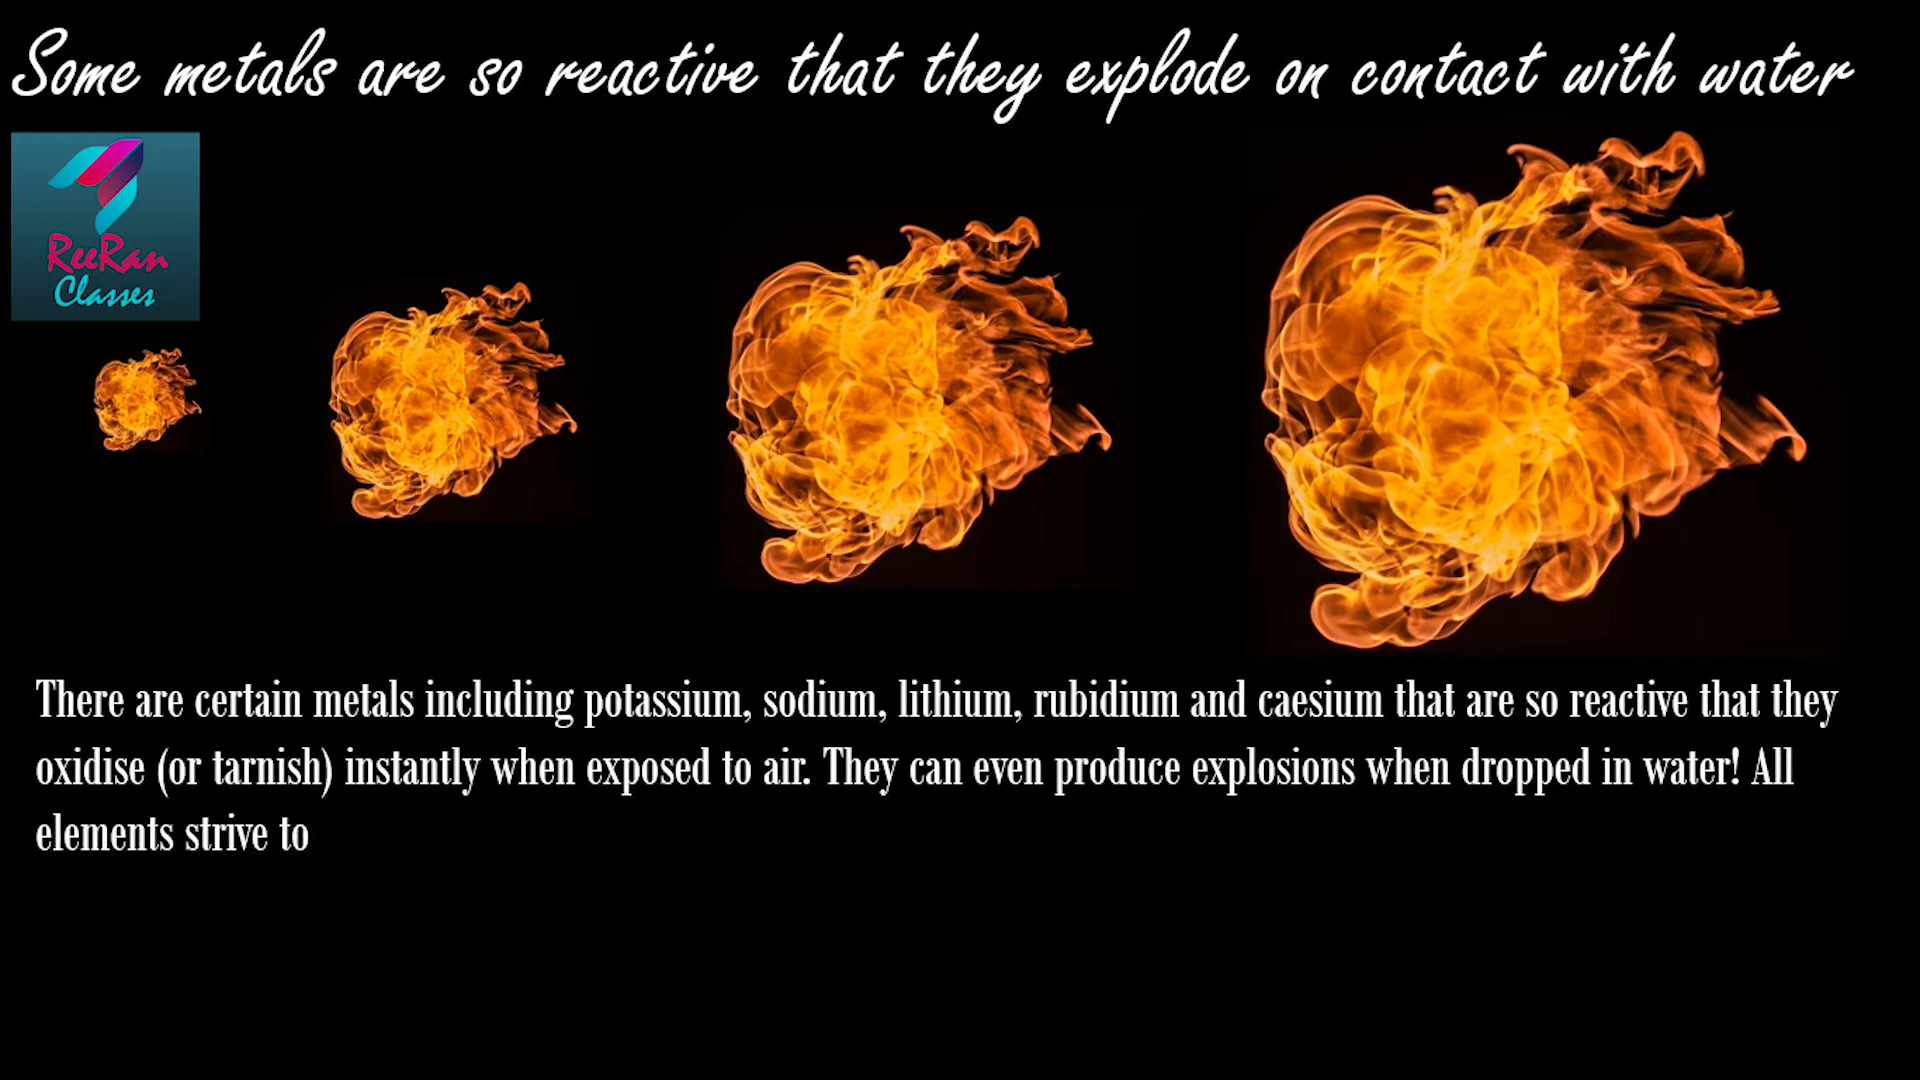 Some metals are so reactive that they explode on contact with water
ReeRan
Classes
There are certain metals including potassium, sodium, lithium, rubidium and caesium that are so reactive that they
oxidise (or tarnish) instantly when exposed to air. They can even produce explosions when dropped in water! All
elements strive to